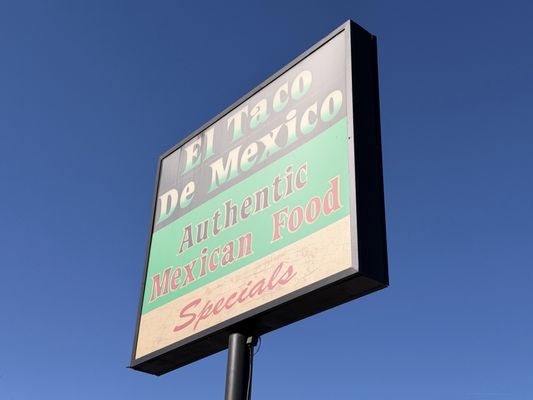 El Taco
De Mexico
Authentic
Mexican Food
Specials